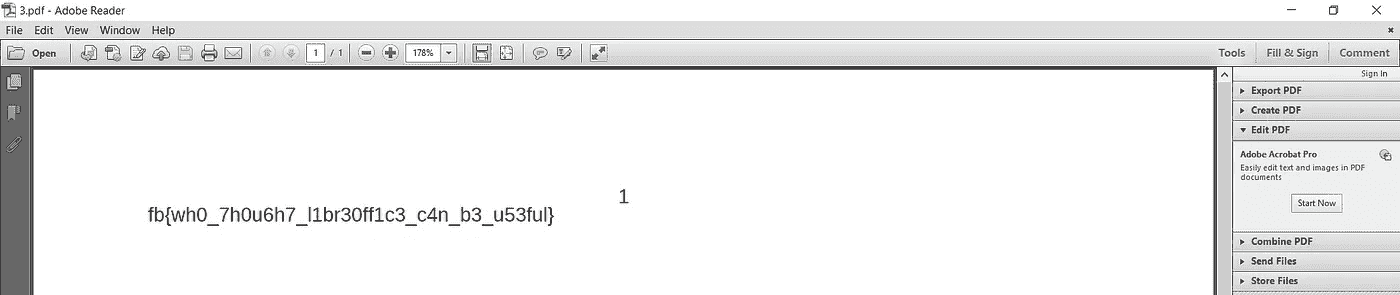 3.pdf - Adobe Reader
File Edit View Window Help
Open 1 / 1 178% Tools Fill & Sign Comment
Sign In
Export PDF
Create PDF
Edit PDF
Adobe Acrobat Pro
Easily edit text and images in PDF
documents
Start Now
Combine PDF
Send Files
Store Files
1
fb{wh0_7h0u6h7_l1br30ff1c3_c4n_b3_u53ful}